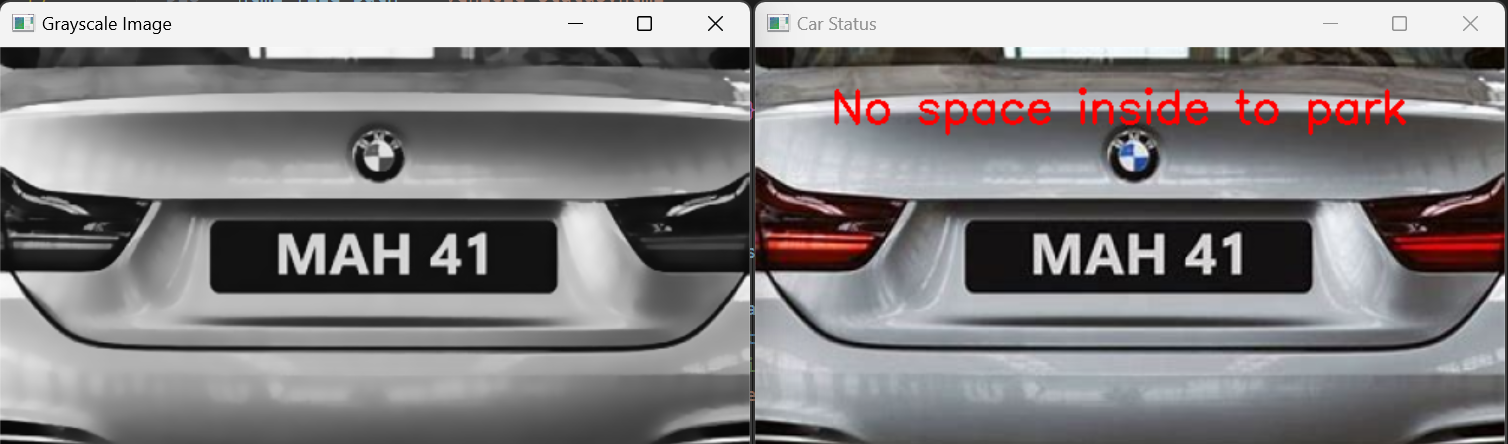 Grayscale Image
MAH 41
Car Status
No space inside to park
MAH 41